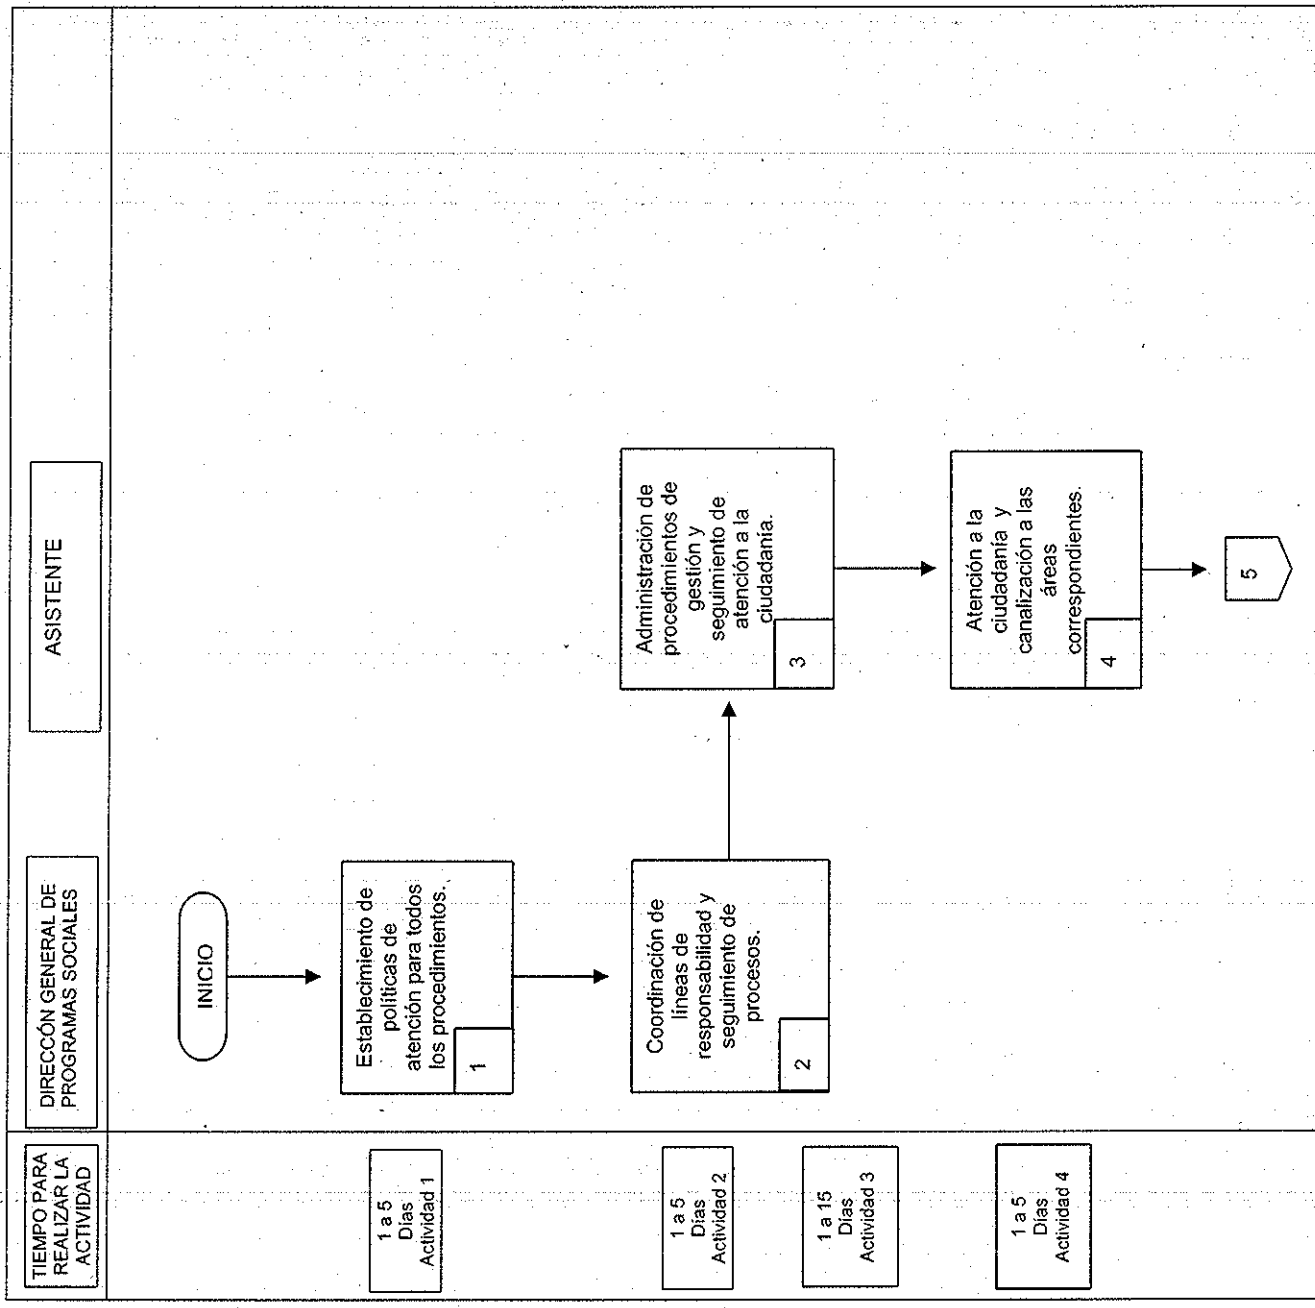 TIEMPO PARA
REALIZAR LA
ACTIVIDAD
DIRECCÓN GENERAL DE
PROGRAMAS SOCIALES
ASISTENTE
INICIO
1 a 5
Días
Actividad 1
Establecimiento de
políticas de
atención para todos
los procedimientos.
1
1 a 5
Días
Actividad 2
Coordinación de
líneas de
responsabilidad y
seguimiento de
procesos.
2
Administración de
procedimientos de
gestión y
seguimiento de
atención a la
ciudadanía.
3
1 a 15
Días
Actividad 3
1 a 5
Días
Actividad 4
Atención a la
ciudadanía y
canalización a las
áreas
correspondientes.
4
5